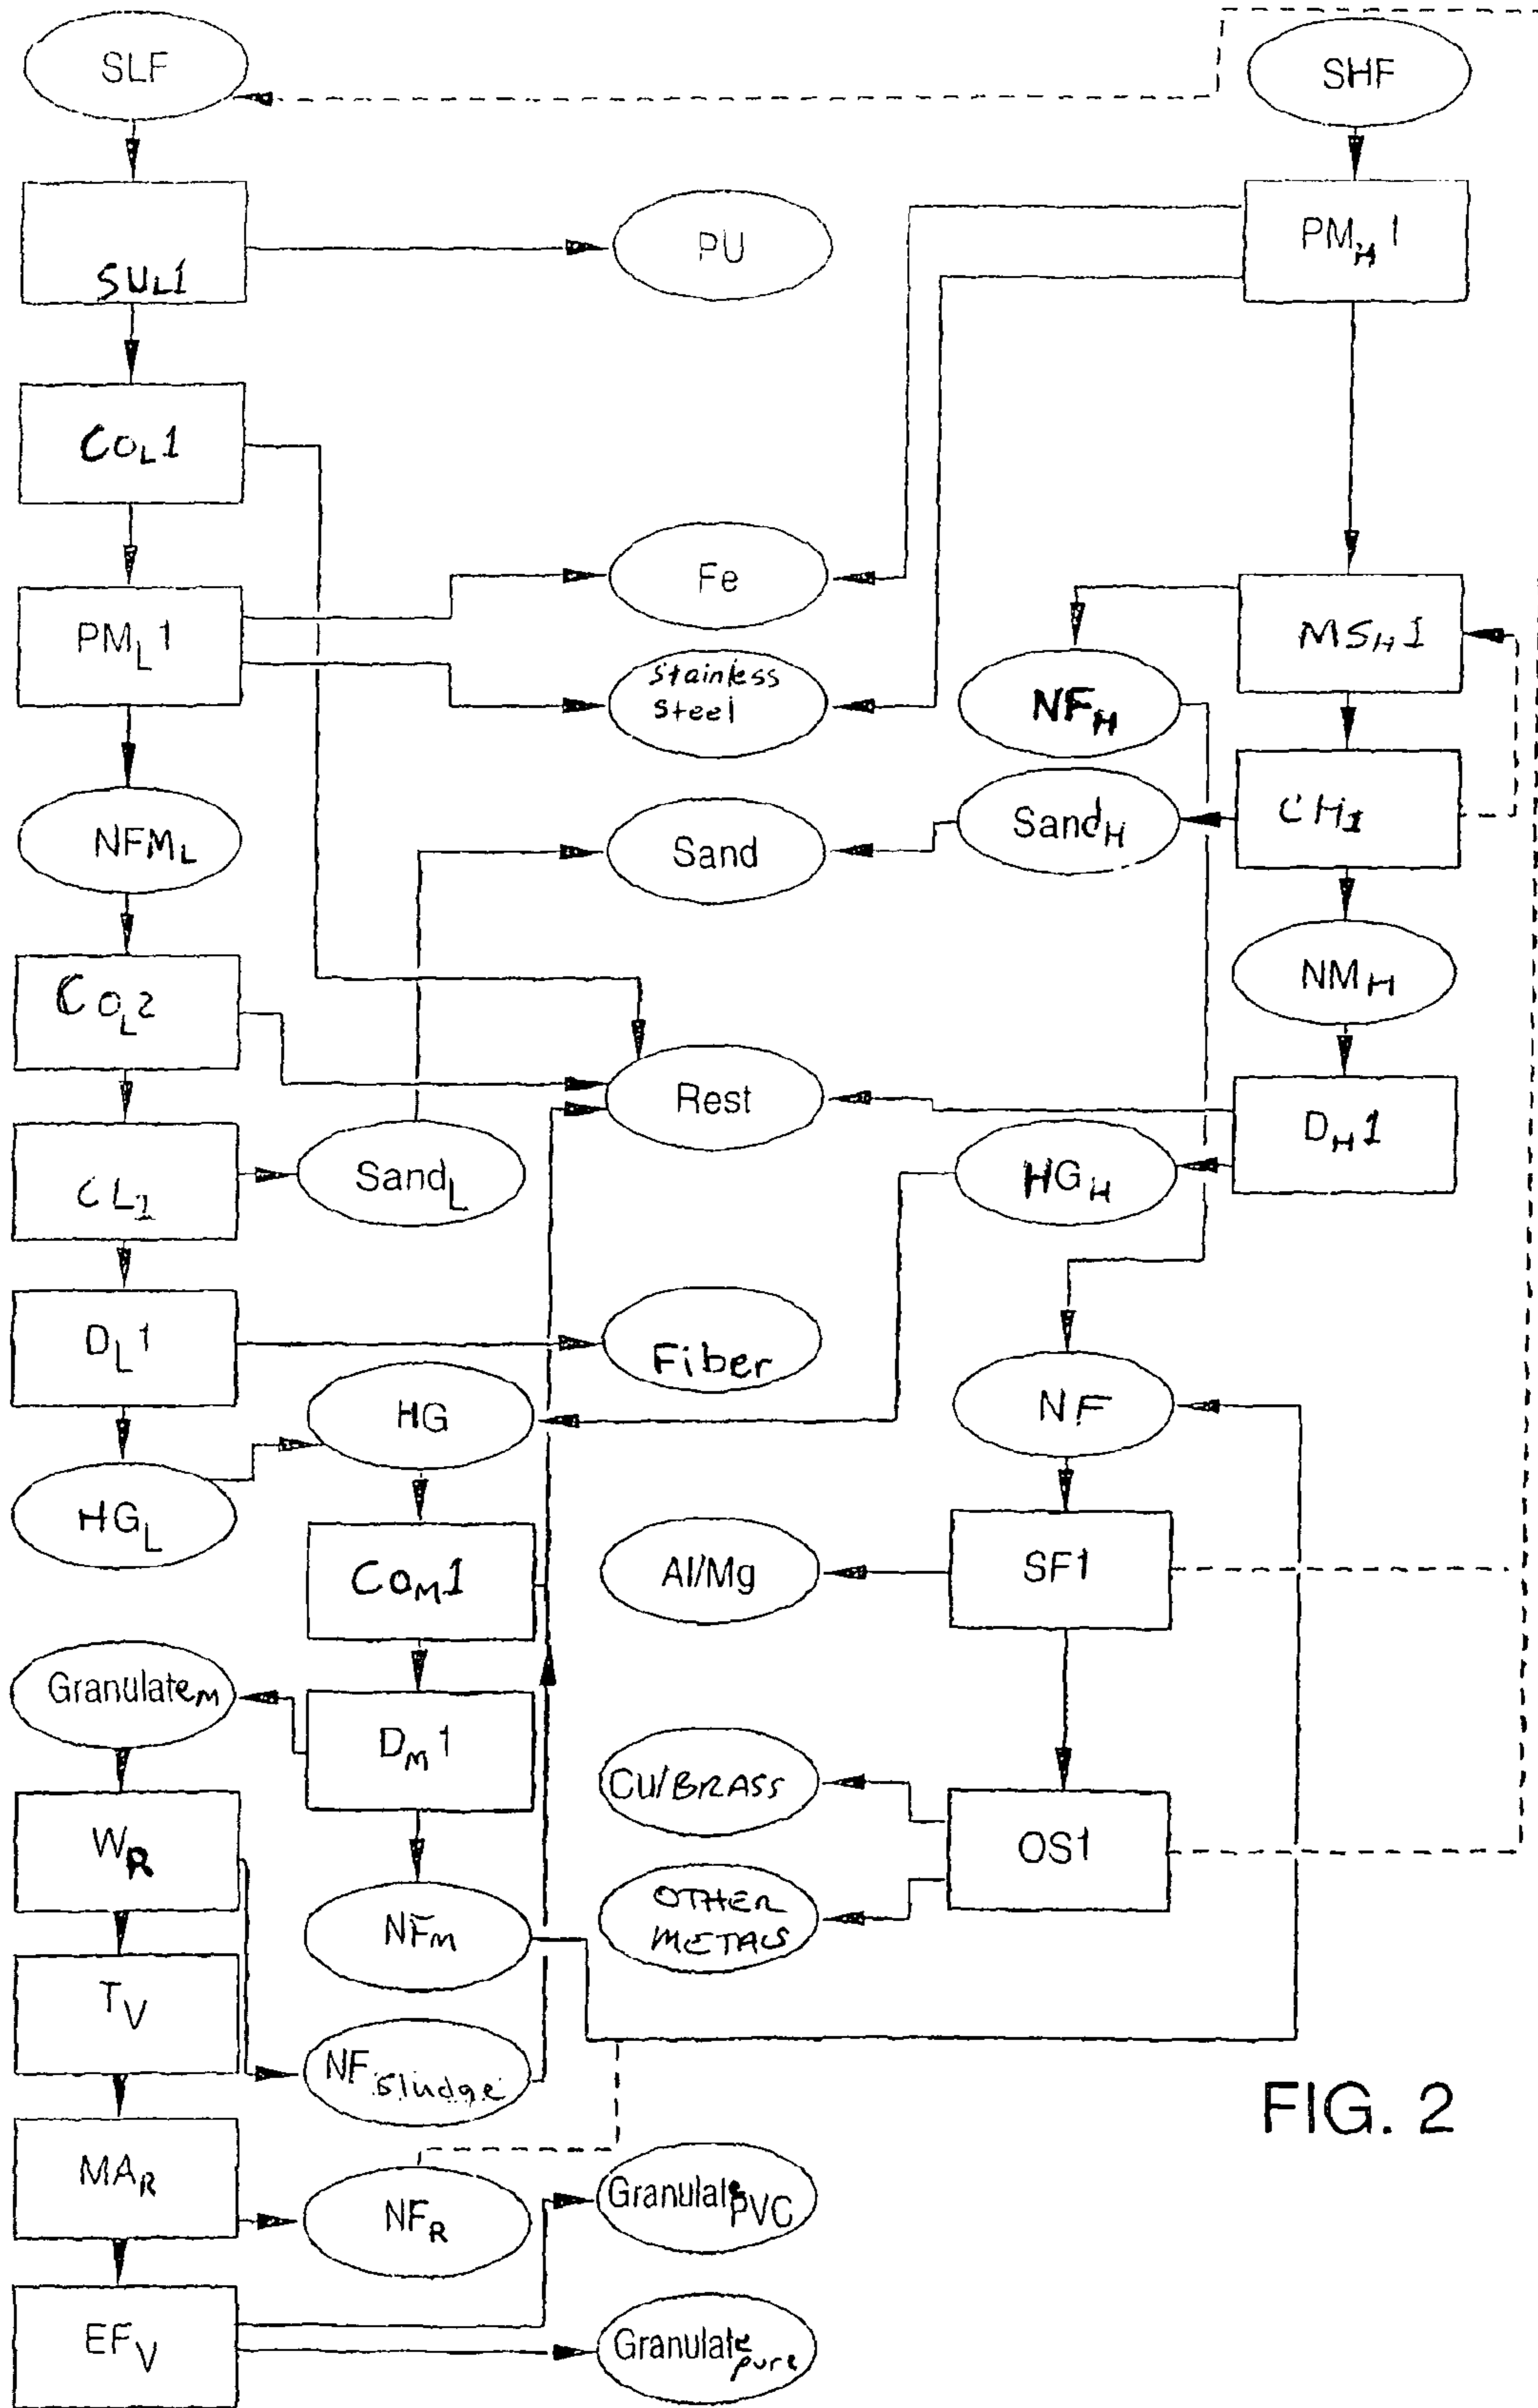 SLF
SHF
SUL1
PU
PMH1
COL1
PML1
Fe
Stainless
steel
MSH1
NFH
NFML
Sand
SandH
CH1
NMH
COL2
Rest
CL1
SandL
HGH
DH1
DL1
Fiber
HG
NF
HGL
COM1
Al/Mg
SF1
GranulateM
DM1
CU/BRASS
WR
OS1
NFM
OTHER
METALS
TV
NFSludge
FIG. 2
MAR
NFR
GranulatePVC
EFV
Granulatepure